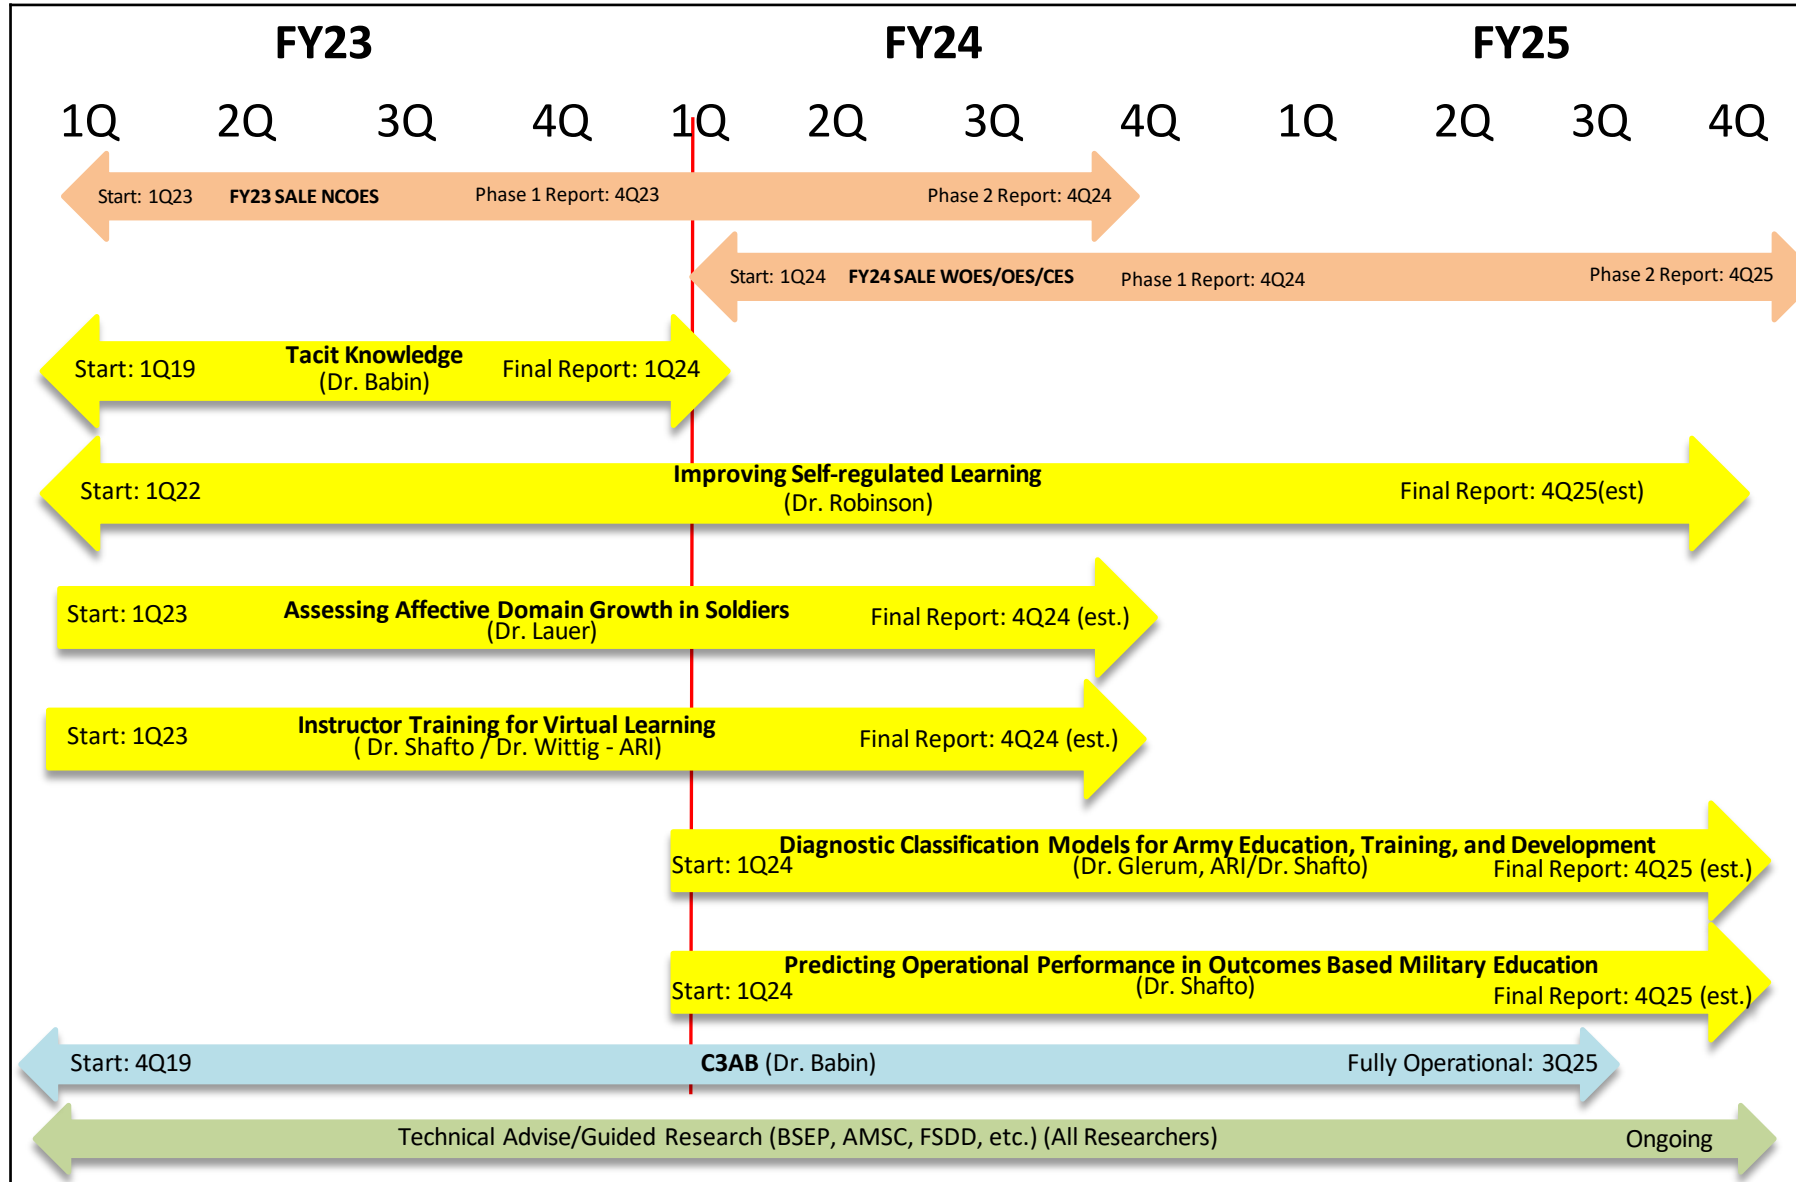 FY23 FY24 FY25
1Q 2Q 3Q 4Q 1Q 2Q 3Q 4Q 1Q 2Q 3Q 4Q
Start: 1Q23 FY23 SALE NCOES Phase 1 Report: 4Q23 Phase 2 Report: 4Q24
Start: 1Q24 FY24 SALE WOES/OES/CES Phase 1 Report: 4Q24 Phase 2 Report: 4Q25
Tacit Knowledge
Start: 1Q19 (Dr. Babin) Final Report: 1Q24
Improving Self-regulated Learning
Start: 1Q22 (Dr. Robinson) Final Report: 4Q25(est)
Assessing Affective Domain Growth in Soldiers
Start: 1Q23 (Dr. Lauer) Final Report: 4Q24 (est.)
Instructor Training for Virtual Learning
Start: 1Q23 ( Dr. Shafto / Dr. Wittig - ARI) Final Report: 4Q24 (est.)
Diagnostic Classification Models for Army Education, Training, and Development
Start: 1Q24 (Dr. Glerum, ARI/Dr. Shafto) Final Report: 4Q25 (est.)
Predicting Operational Performance in Outcomes Based Military Education
Start: 1Q24 (Dr. Shafto) Final Report: 4Q25 (est.)
Start: 4Q19 C3AB (Dr. Babin) Fully Operational: 3Q25
Technical Advise/Guided Research (BSEP, AMSC, FSDD, etc.) (All Researchers) Ongoing